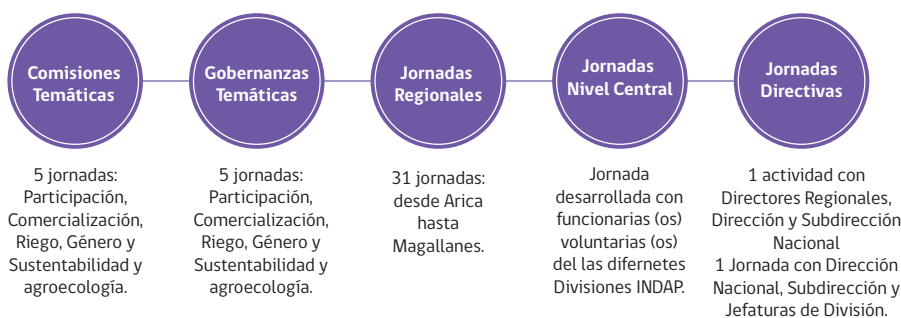 Comisiones
Temáticas
5 jornadas:
Participación,
Comercialización,
Riego, Género y
Sustentabilidad y
agroecología.
Gobernanzas
Temáticas
5 jornadas:
Participación,
Comercialización,
Riego, Género y
Sustentabilidad y
agroecología.
Jornadas
Regionales
31 jornadas:
desde Arica
hasta
Magallanes.
Jornadas
Nivel Central
Jornada
desarrollada con
funcionarias (os)
voluntarias (os)
del las difernetes
Divisiones INDAP.
Jornadas
Directivas
1 actividad con
Directores Regionales,
Dirección y Subdirección
Nacional
1 Jornada con Dirección
Nacional, Subdirección y
Jefaturas de División.